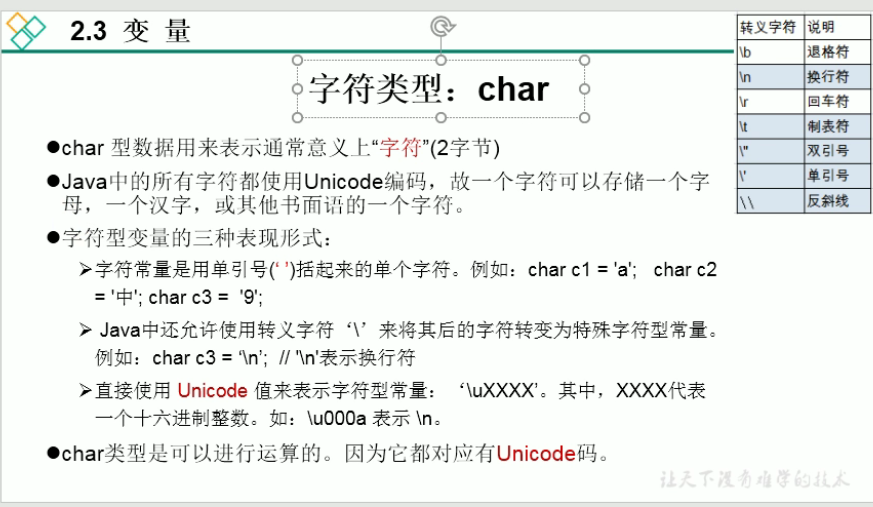 2.3 变 量
字符类型：char
●char 型数据用来表示通常意义上“字符”(2字节)
●Java中的所有字符都使用Unicode编码，故一个字符可以存储一个字
母，一个汉字，或其他书面语的一个字符。
●字符型变量的三种表现形式：
➢字符常量是用单引号(‘ ’)括起来的单个字符。例如：char c1 = 'a'; char c2
= '中'; char c3 = '9';
➢ Java中还允许使用转义字符‘\’来将其后的字符转变为特殊字符型常量。
例如：char c3 = ‘\n’; // '\n'表示换行符
➢直接使用 Unicode 值来表示字符型常量：‘\uXXXX’。其中，XXXX代表
一个十六进制整数。如：\u000a 表示 \n。
●char类型是可以进行运算的。因为它都对应有Unicode码。
转义字符 说明
\b 退格符
\n 换行符
\r 回车符
\t 制表符
\" 双引号
\' 单引号
\\ 反斜线
让天下没有难学的技术